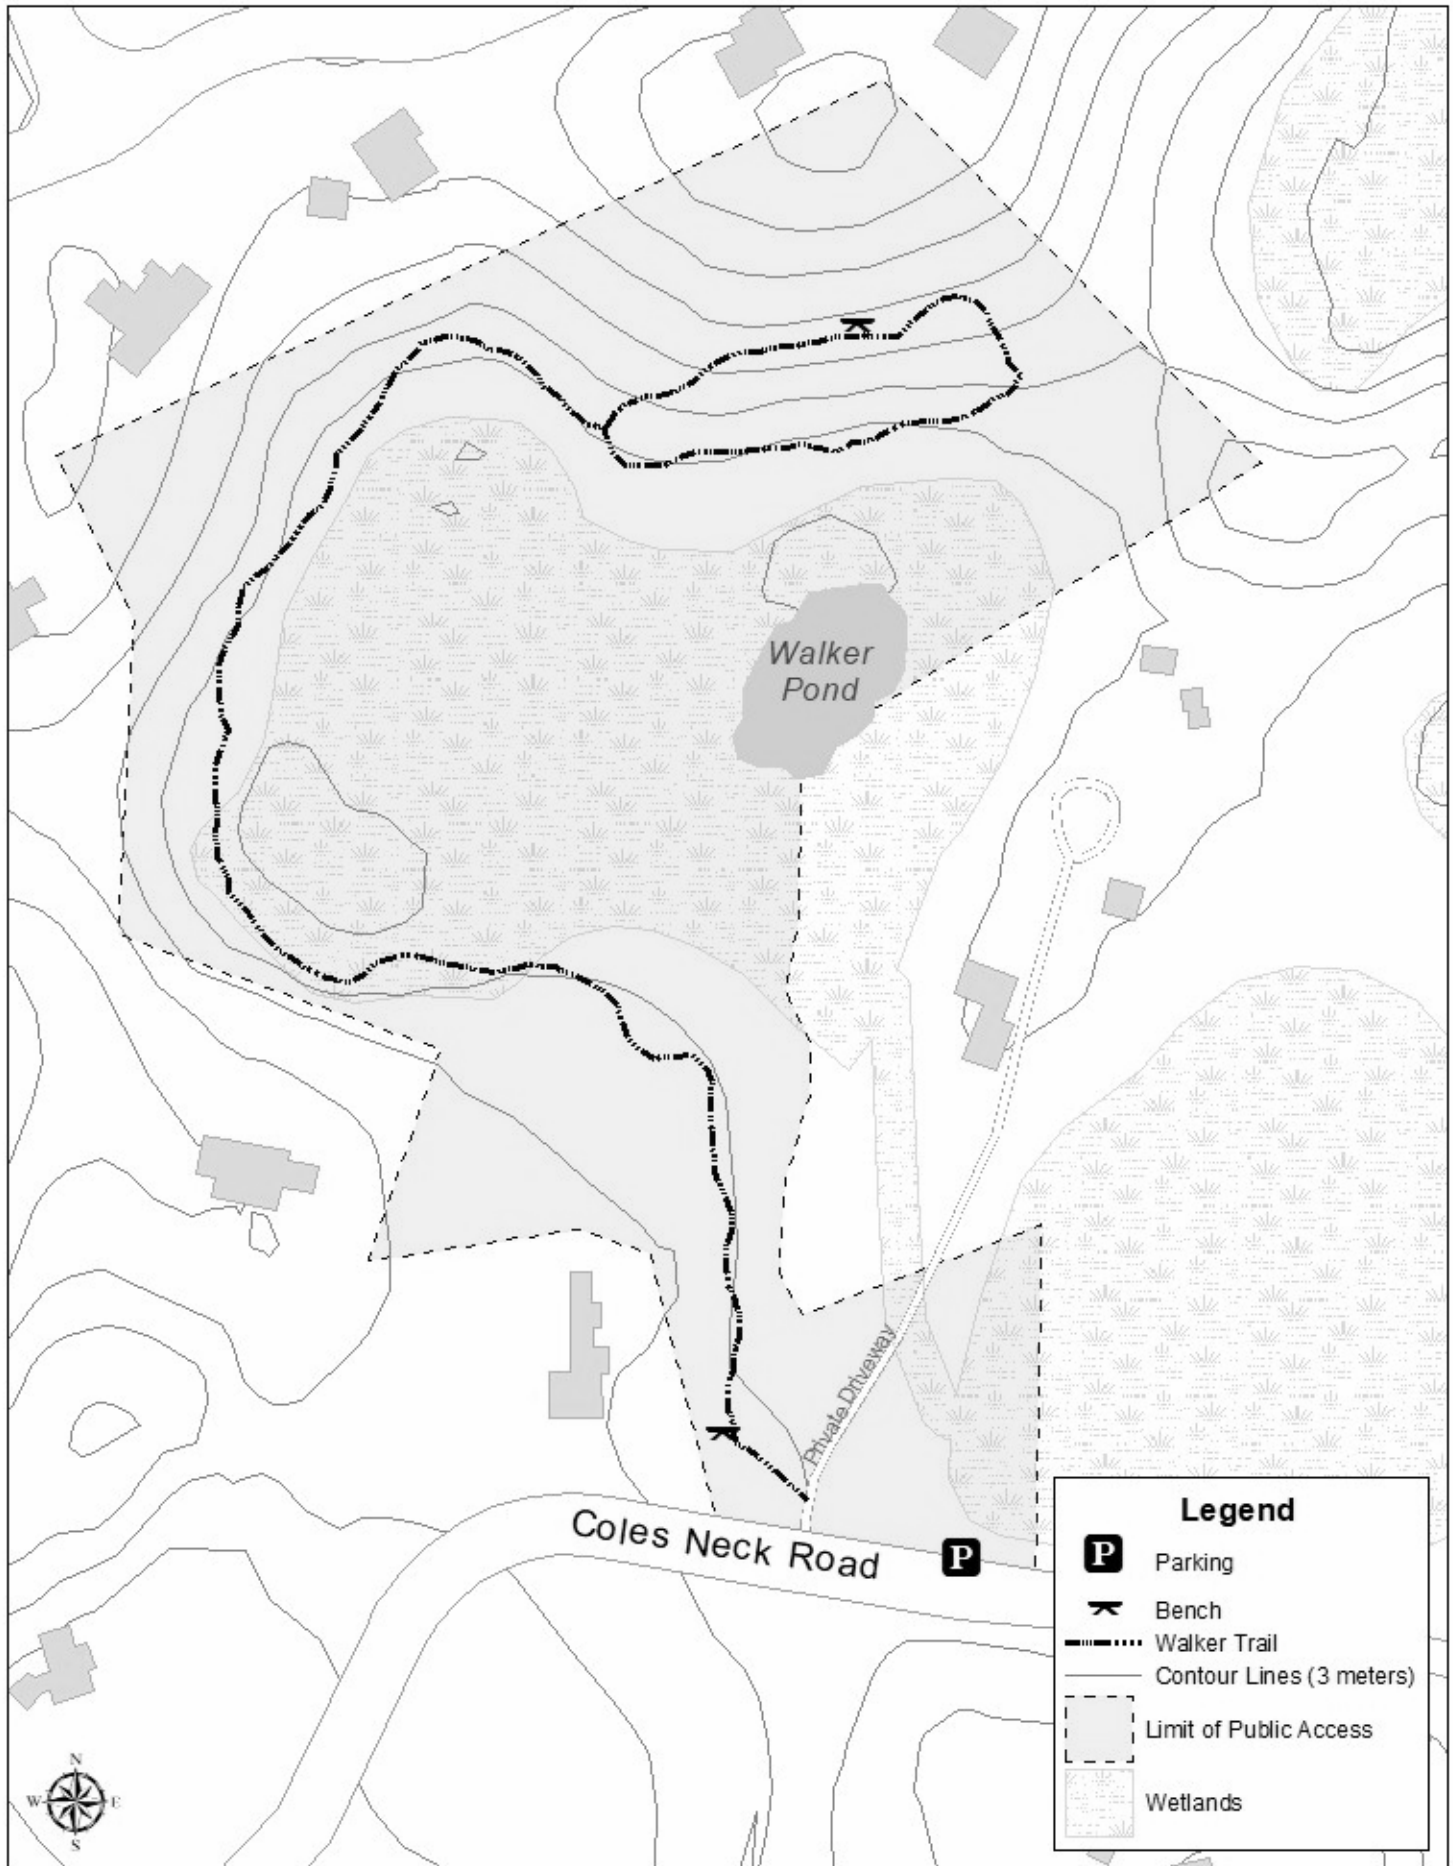 Walker
Pond
Private Driveway
Coles Neck Road
P
Legend
P Parking
Bench
Walker Trail
Contour Lines (3 meters)
Limit of Public Access
Wetlands
N
W E
S